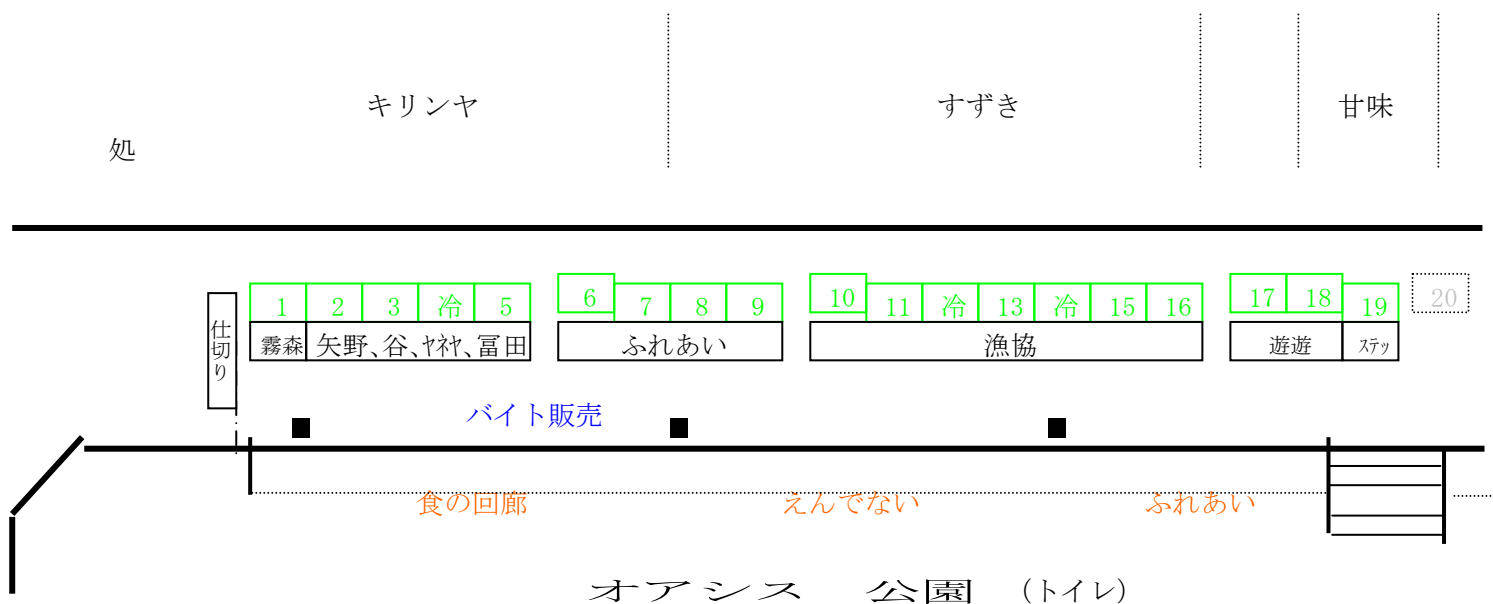 キリンヤ すずき 甘味
処
1 2 3 冷 5 6 7 8 9 10 11 冷 13 冷 15 16 17 18 19 20
仕切り 霧森 矢野、谷、ヤネヤ、冨田 ふれあい 漁協 遊遊 ステッ
バイト販売
食の回廊 えんでない ふれあい
オアシス 公園 (トイレ)